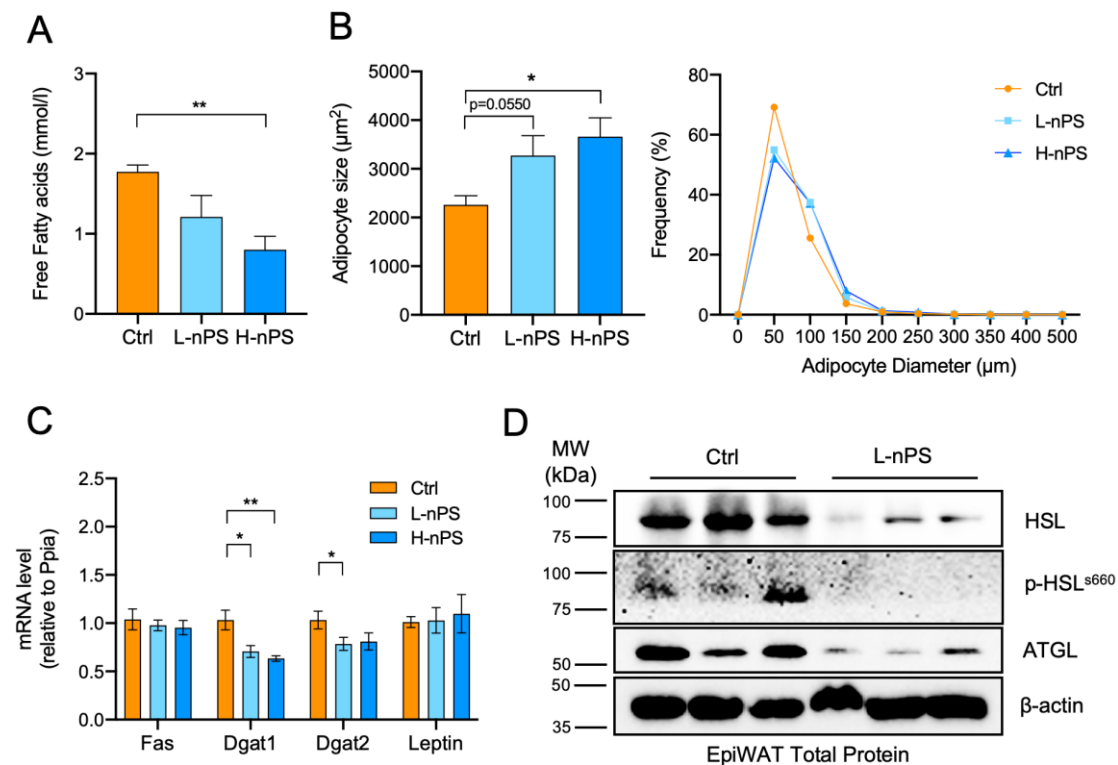 A
Free Fatty acids (mmol/l)
3
2
1
0
**
Ctrl L-nPS H-nPS
B
Adipocyte size (µm²)
5000
4000
3000
2000
1000
0
*
p=0.0550
Ctrl L-nPS H-nPS
Frequency (%)
80
60
40
20
0
Ctrl
L-nPS
H-nPS
0 50 100 150 200 250 300 350 400 500
Adipocyte Diameter (µm)
C
mRNA level
(relative to Ppia)
2.5
2.0
1.5
1.0
0.5
0.0
Ctrl
L-nPS
H-nPS
**
*
*
Fas Dgat1 Dgat2 Leptin
D
MW
(kDa)
Ctrl L-nPS
100
75
HSL
100
75
p-HSLˢ⁶⁶⁰
50
ATGL
50
35
β-actin
EpiWAT Total Protein